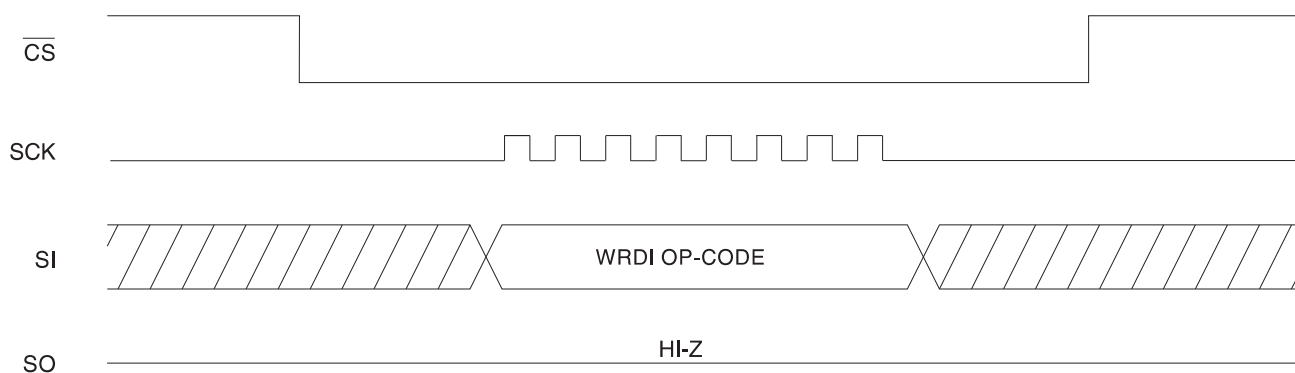 CS
SCK
SI
WRDI OP-CODE
HI-Z
SO